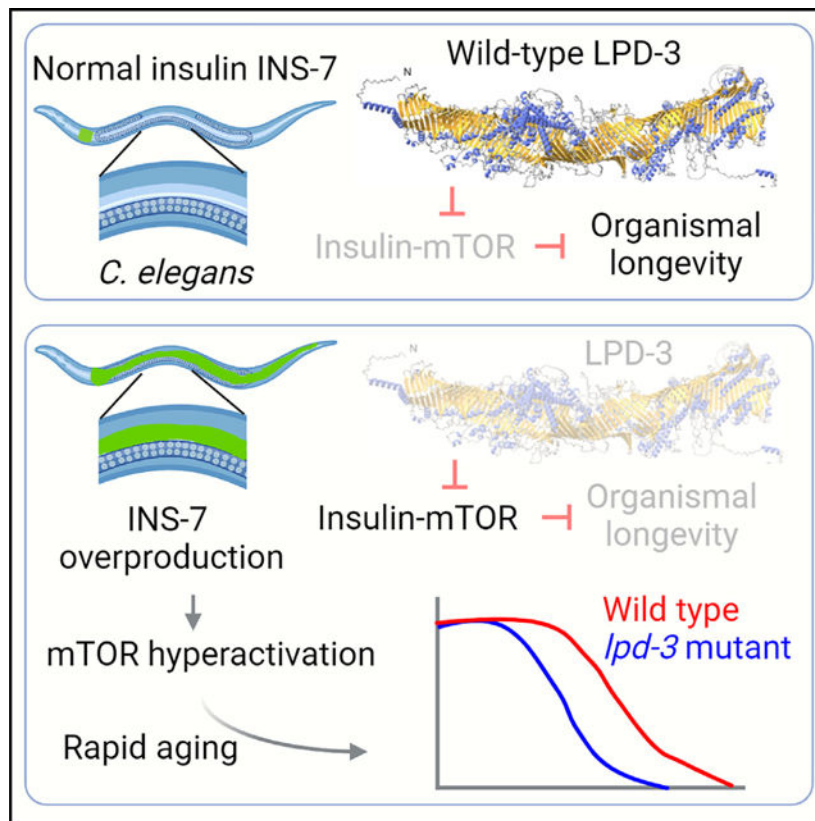 Normal insulin INS-7
Wild-type LPD-3
N
C. elegans
Insulin-mTOR
Organismal
longevity
LPD-3
N
INS-7
overproduction
Insulin-mTOR
Organismal
longevity
mTOR hyperactivation
Rapid aging
Wild type
lpd-3 mutant